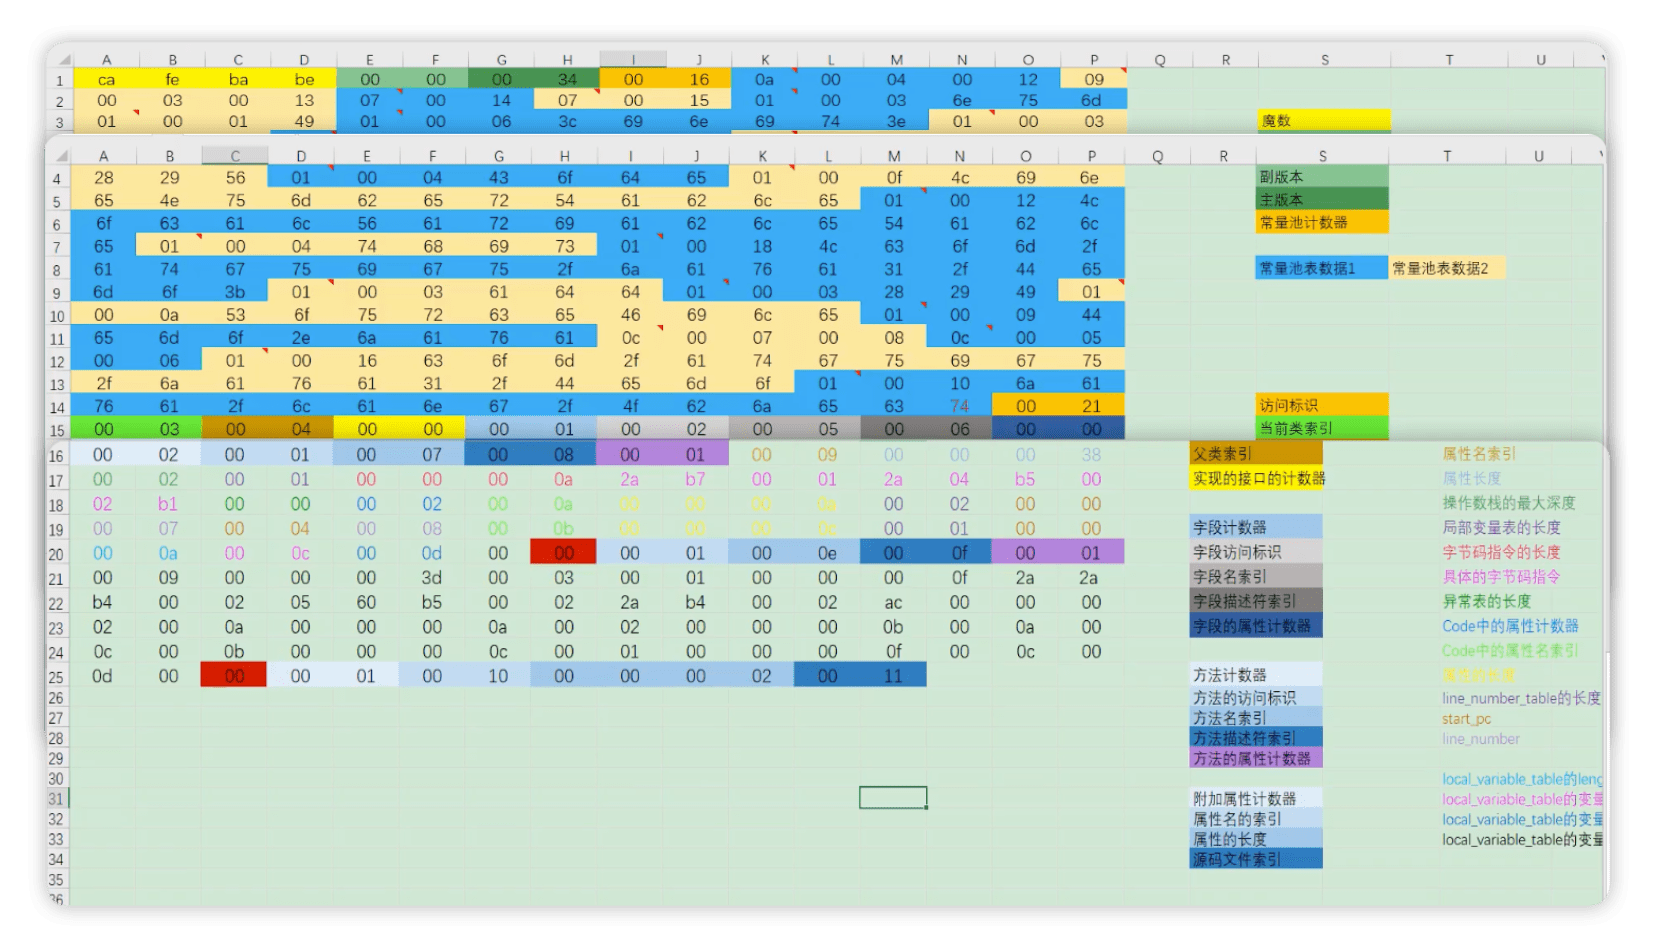 A B C D E F G H I J K L M N O P Q R S T U
1 ca fe ba be 00 00 00 34 00 16 0a 00 04 00 12 09
2 00 03 00 13 07 00 14 07 00 15 01 00 03 6e 75 6d
3 01 00 01 49 01 00 06 3c 69 6e 69 74 3e 01 00 03 魔数
A B C D E F G H I J K L M N O P Q R S T U
4 28 29 56 01 00 04 43 6f 64 65 01 00 0f 4c 69 6e 副版本
5 65 4e 75 6d 62 65 72 54 61 62 6c 65 01 00 12 4c 主版本
6 6f 63 61 6c 56 61 72 69 61 62 6c 65 54 61 62 6c 常量池计数器
7 65 01 00 04 74 68 69 73 01 00 18 4c 63 6f 6d 2f
8 61 74 67 75 69 67 75 2f 6a 61 76 61 31 2f 44 65 常量池表数据1 常量池表数据2
9 6d 6f 3b 01 00 03 61 64 64 01 00 03 28 29 49 01
10 00 0a 53 6f 75 72 63 65 46 69 6c 65 01 00 09 44
11 65 6d 6f 2e 6a 61 76 61 0c 00 07 00 08 0c 00 05
12 00 06 01 00 16 63 6f 6d 2f 61 74 67 75 69 67 75
13 2f 6a 61 76 61 31 2f 44 65 6d 6f 01 00 10 6a 61
14 76 61 2f 6c 61 6e 67 2f 4f 62 6a 65 63 74 00 21 访问标识
15 00 03 00 04 00 00 00 01 00 02 00 05 00 06 00 00 当前类索引
16 00 02 00 01 00 07 00 08 00 01 00 09 00 00 00 38 父类索引 属性名索引
17 00 02 00 01 00 00 00 0a 2a b7 00 01 2a 04 b5 00 实现的接口的计数器 属性长度
18 02 b1 00 00 00 02 00 0a 00 00 00 0a 00 02 00 00 操作数栈的最大深度
19 00 07 00 04 00 08 00 0b 00 00 00 0c 00 01 00 00 字段计数器 局部变量表的长度
20 00 0a 00 0c 00 0d 00 00 00 01 00 0e 00 0f 00 01 字段访问标识 字节码指令的长度
21 00 09 00 00 00 3d 00 03 00 01 00 00 00 0f 2a 2a 字段名索引 具体的字节码指令
22 b4 00 02 05 60 b5 00 02 2a b4 00 02 ac 00 00 00 字段描述符索引 异常表的长度
23 02 00 0a 00 00 00 0a 00 02 00 00 00 0b 00 0a 00 字段的属性计数器 Code中的属性计数器
24 0c 00 0b 00 00 00 0c 00 01 00 00 00 0f 00 0c 00 Code中的属性名索引
25 0d 00 00 00 01 00 10 00 00 00 02 00 11 方法计数器 属性的长度
26 方法的访问标识 line_number_table的长度
27 方法名索引 start_pc
28 方法描述符索引 line_number
29 方法的属性计数器
30 local_variable_table的leng
31 附加属性计数器 local_variable_table的变量
32 属性名的索引 local_variable_table的变量
33 属性的长度 local_variable_table的变量
34 源码文件索引
35
36